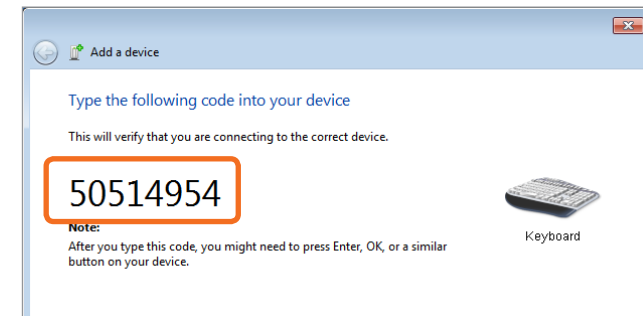 Add a device
Type the following code into your device
This will verify that you are connecting to the correct device.
50514954
Note:
After you type this code, you might need to press Enter, OK, or a similar
button on your device.
Keyboard